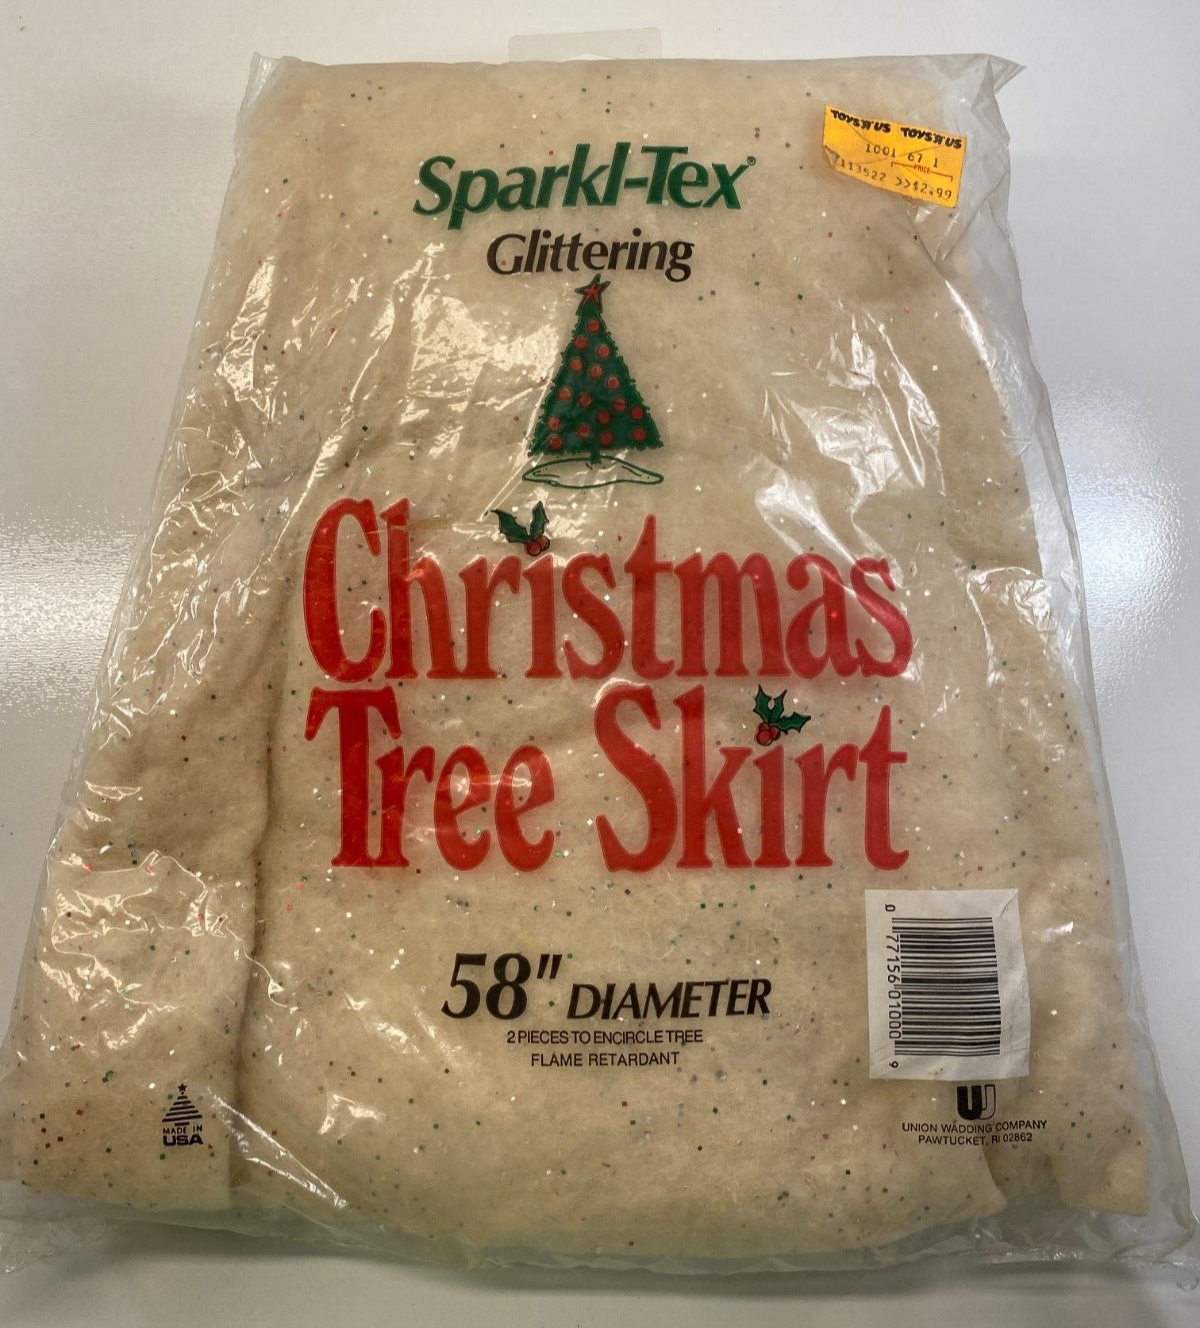 TOYS"R"US TOYS"R"US
1001 67 1
PRICE
113522 >>$2.99
Sparkl-Tex®
Glittering
Christmas
Tree Skirt
58" DIAMETER
2 PIECES TO ENCIRCLE TREE
FLAME RETARDANT
0 77156 01000 9
MADE IN
USA
UNION WADDING COMPANY
PAWTUCKET, RI 02862